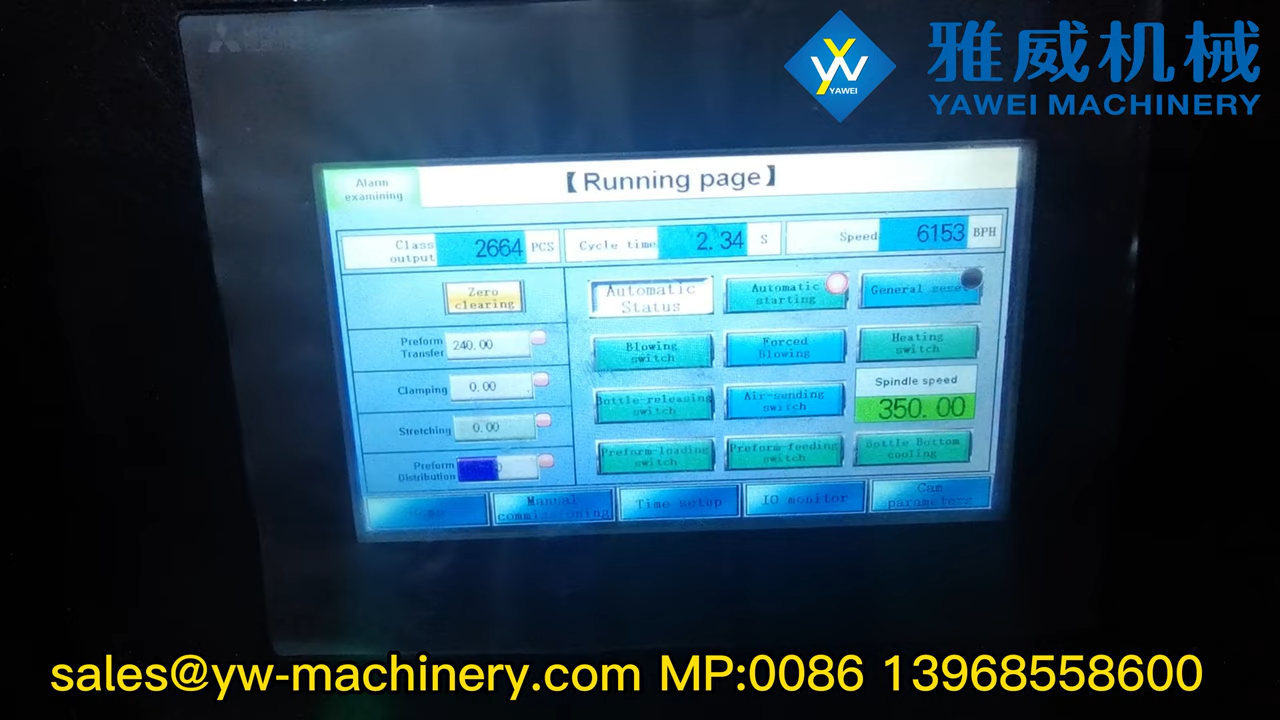 雅威机械
YAWEI MACHINERY
YAWEI
Alarm
examining
【Running page】
Class
output
2664 PCS
Cycle time 2.34 S
Speed 6153 BPH
Zero
clearing
Automatic
Status
Automatic
starting
General
Preform
Transfer
240.00
Blowing
switch
Forced
Blowing
Heating
switch
Clamping 0.00
Bottle-releasing
switch
Air-sending
switch
Spindle speed
350.00
Stretching 0.00
Preform
Distribution
Preform-loading
switch
Preform-feeding
switch
Bottle Bottom
cooling
Manual
commissioning
Time setup
IO monitor
Cam
parameters
sales@yw-machinery.com MP:0086 13968558600